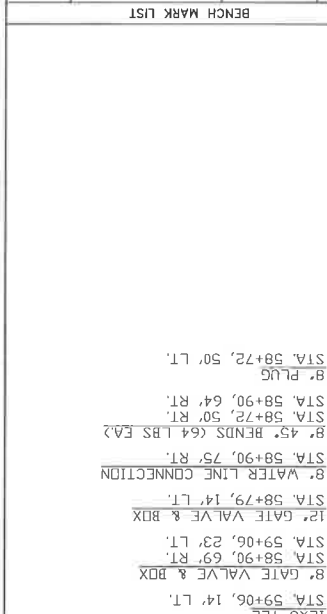 TEE
STA. 59+06, 14' LT.
8" GATE VALVE & BOX
STA. 58+90, 69' RT.
STA. 59+06, 23' LT.
12" GATE VALVE & BOX
STA. 58+79, 14' LT.
8" WATER LINE CONNECTION
STA. 58+90, 75' RT.
8" 45° BENDS (64 LBS EA.)
STA. 58+72, 50' RT.
STA. 58+90, 64' RT.
8" PLUG
STA. 58+72, 50' LT.
BENCH MARK LIST